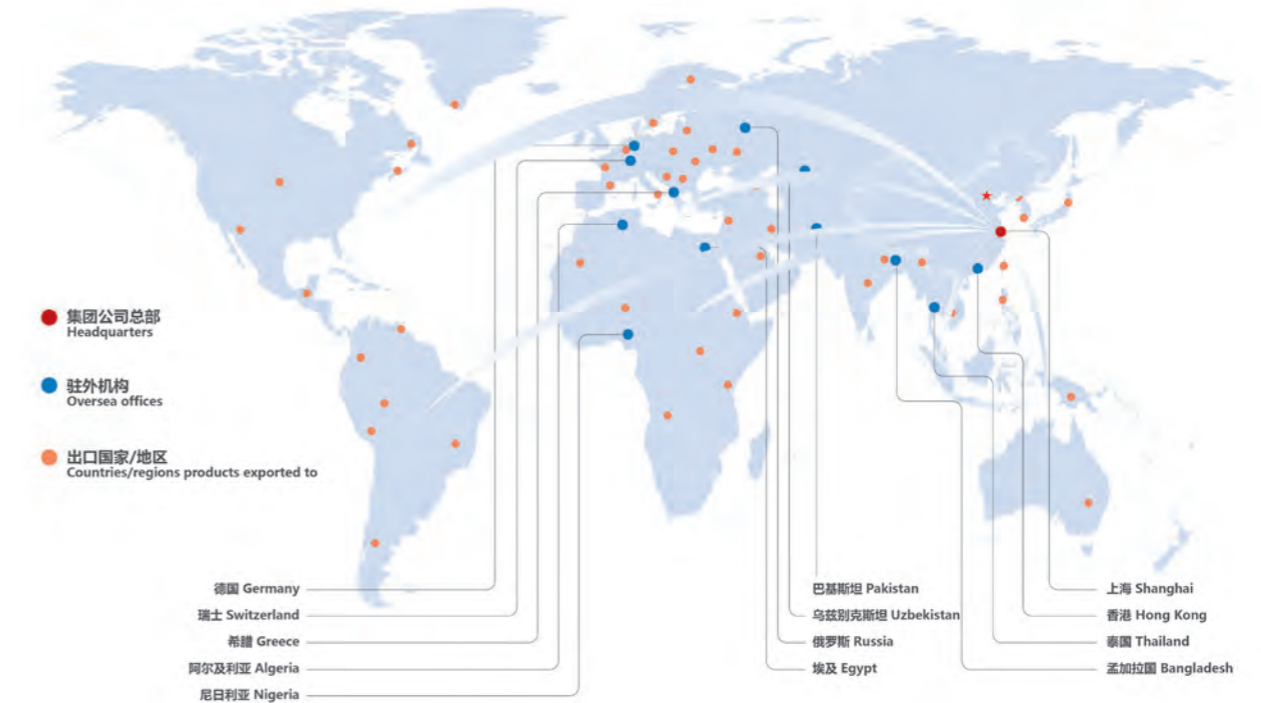 集团公司总部
Headquarters
驻外机构
Oversea offices
出口国家/地区
Countries/regions products exported to
德国 Germany
瑞士 Switzerland
希腊 Greece
阿尔及利亚 Algeria
尼日利亚 Nigeria
巴基斯坦 Pakistan
乌兹别克斯坦 Uzbekistan
俄罗斯 Russia
埃及 Egypt
上海 Shanghai
香港 Hong Kong
泰国 Thailand
孟加拉国 Bangladesh